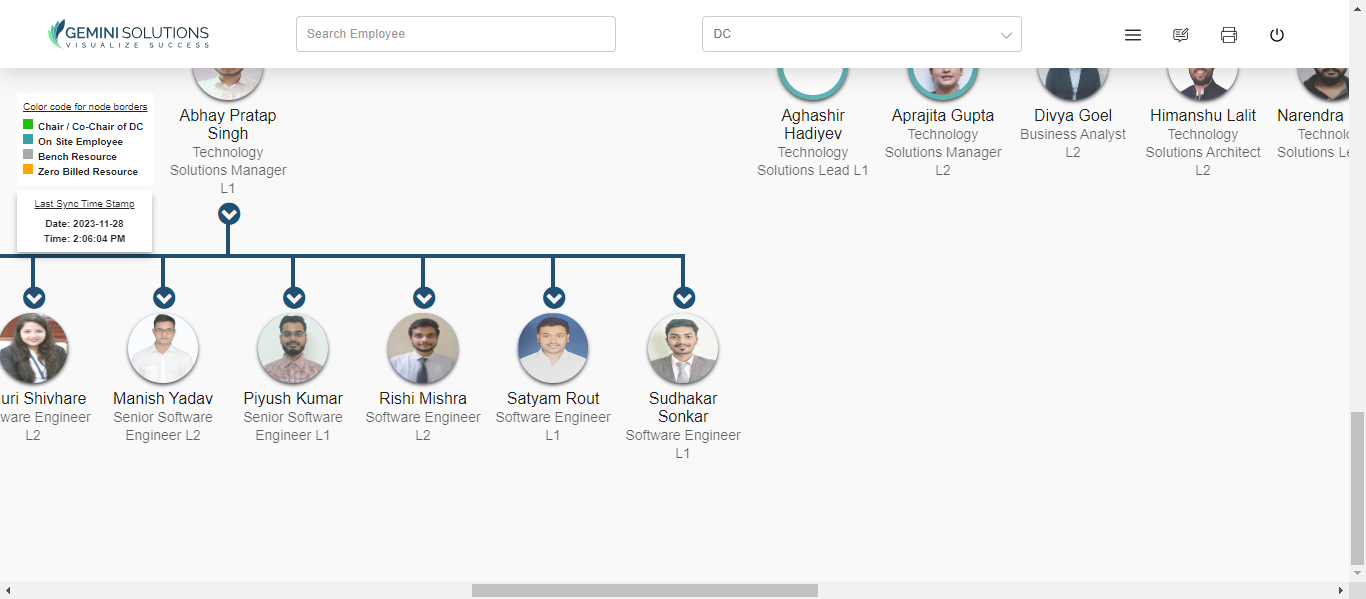 GEMINI SOLUTIONS
VISUALIZE SUCCESS
Search Employee
DC
Color code for node borders
Chair / Co-Chair of DC
On Site Employee
Bench Resource
Zero Billed Resource
Last Sync Time Stamp
Date: 2023-11-28
Time: 2:06:04 PM
Abhay Pratap
Singh
Technology
Solutions Manager
L1
Aghashir
Hadiyev
Technology
Solutions Lead L1
Aprajita Gupta
Technology
Solutions Manager
L2
Divya Goel
Business Analyst
L2
Himanshu Lalit
Technology
Solutions Architect
L2
Narendra
Technolo
Solutions Le
uri Shivhare
ware Engineer
L2
Manish Yadav
Senior Software
Engineer L2
Piyush Kumar
Senior Software
Engineer L1
Rishi Mishra
Software Engineer
L2
Satyam Rout
Software Engineer
L1
Sudhakar
Sonkar
Software Engineer
L1